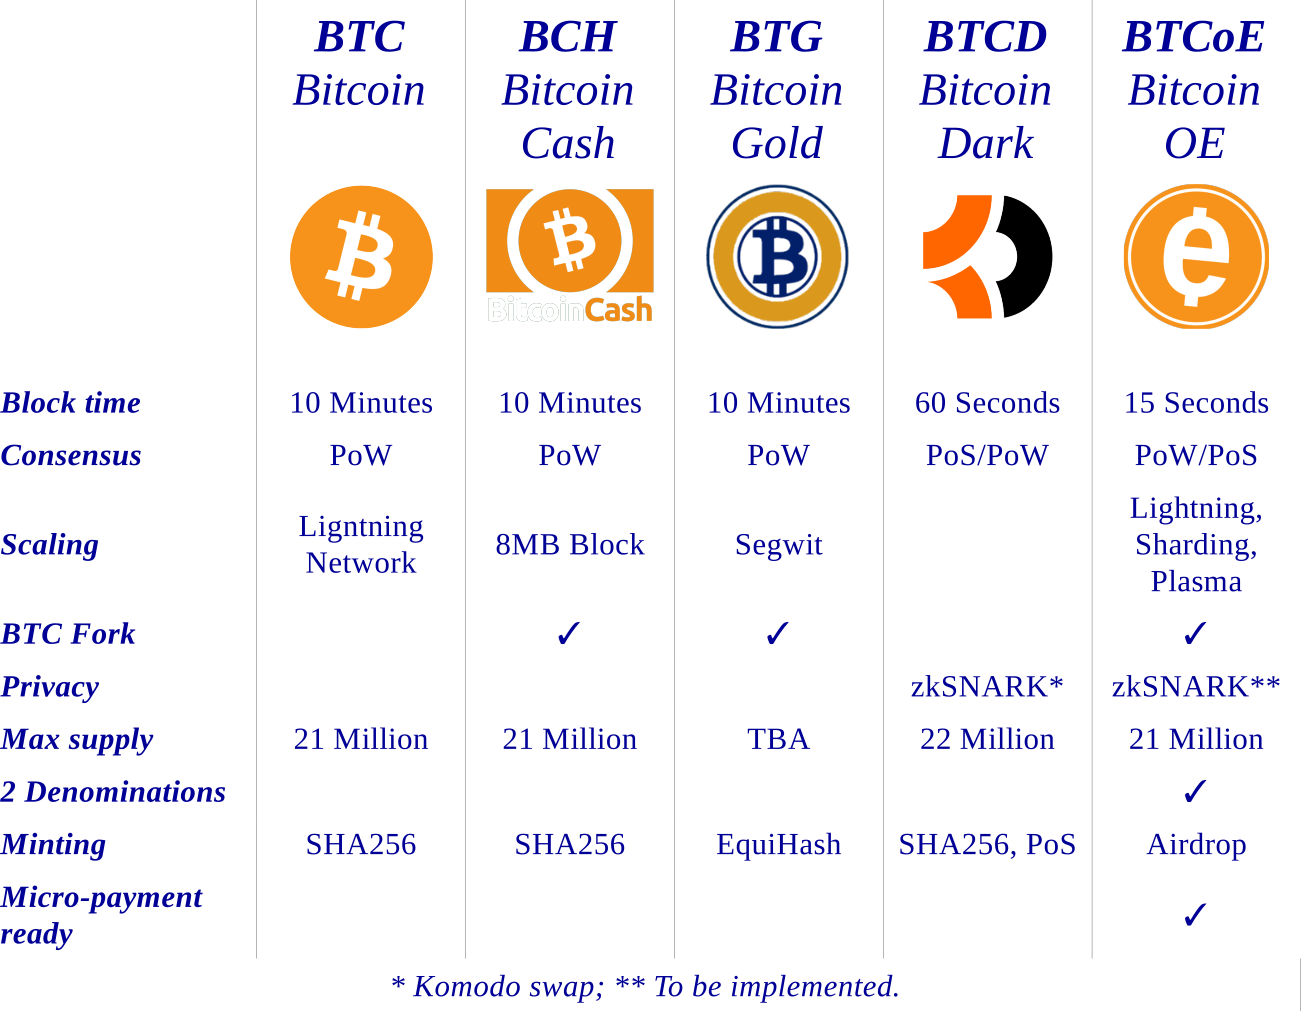 BTC BCH BTG BTCD BTCoE
Bitcoin Bitcoin Bitcoin Bitcoin Bitcoin
Cash Gold Dark OE
BitcoinCash
Block time 10 Minutes 10 Minutes 10 Minutes 60 Seconds 15 Seconds
Consensus PoW PoW PoW PoS/PoW PoW/PoS
Lightning,
Ligntning
Scaling 8MB Block Segwit Sharding,
Network
Plasma
BTC Fork ✓ ✓ ✓
Privacy zkSNARK* zkSNARK**
Max supply 21 Million 21 Million TBA 22 Million 21 Million
2 Denominations ✓
Minting SHA256 SHA256 EquiHash SHA256, PoS Airdrop
Micro-payment
ready ✓
* Komodo swap; ** To be implemented.